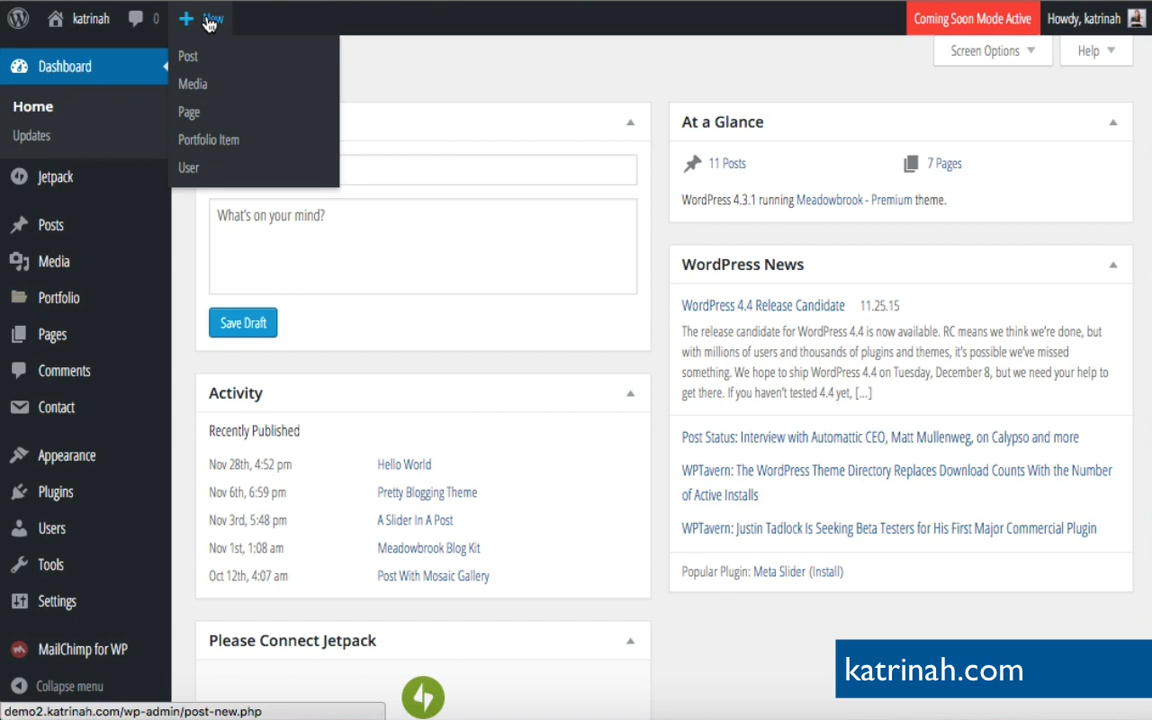 katrinah
0
New
Coming Soon Mode Active
Howdy, katrinah
Screen Options
Help
Post
Media
Page
Portfolio Item
User
Dashboard
Home
Updates
Jetpack
Posts
Media
Portfolio
Pages
Comments
Contact
Appearance
Plugins
Users
Tools
Settings
MailChimp for WP
Collapse menu
What's on your mind?
Save Draft
Activity
Recently Published
Nov 28th, 4:52 pm Hello World
Nov 6th, 6:59 pm Pretty Blogging Theme
Nov 3rd, 5:48 pm A Slider In A Post
Nov 1st, 1:08 am Meadowbrook Blog Kit
Oct 12th, 4:07 am Post With Mosaic Gallery
Please Connect Jetpack
At a Glance
11 Posts
7 Pages
WordPress 4.3.1 running Meadowbrook - Premium theme.
WordPress News
WordPress 4.4 Release Candidate 11.25.15
The release candidate for WordPress 4.4 is now available. RC means we think we're done, but
with millions of users and thousands of plugins and themes, it's possible we've missed
something. We hope to ship WordPress 4.4 on Tuesday, December 8, but we need your help to
get there. If you haven't tested 4.4 yet, […]
Post Status: Interview with Automattic CEO, Matt Mullenweg, on Calypso and more
WPTavern: The WordPress Theme Directory Replaces Download Counts With the Number
of Active Installs
WPTavern: Justin Tadlock Is Seeking Beta Testers for His First Major Commercial Plugin
Popular Plugin: Meta Slider (Install)
katrinah.com
demo2.katrinah.com/wp-admin/post-new.php